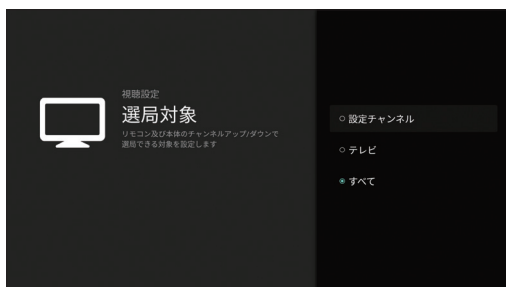 視聴設定
選局対象
リモコン及び本体のチャンネルアップ/ダウンで
選局できる対象を設定します
設定チャンネル
テレビ
すべて